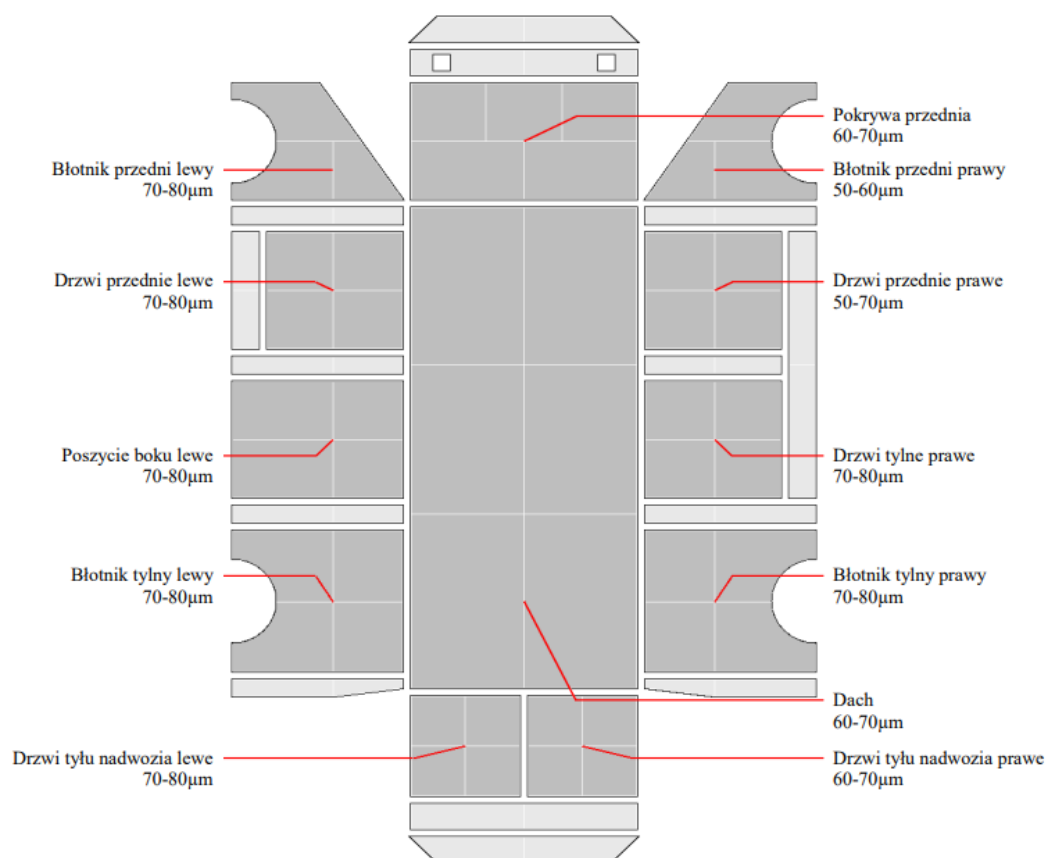 Pokrywa przednia
60-70µm
Błotnik przedni lewy
70-80µm
Błotnik przedni prawy
50-60µm
Drzwi przednie lewe
70-80µm
Drzwi przednie prawe
50-70µm
Poszycie boku lewe
70-80µm
Drzwi tylne prawe
70-80µm
Błotnik tylny lewy
70-80µm
Błotnik tylny prawy
70-80µm
Dach
60-70µm
Drzwi tyłu nadwozia lewe
70-80µm
Drzwi tyłu nadwozia prawe
60-70µm